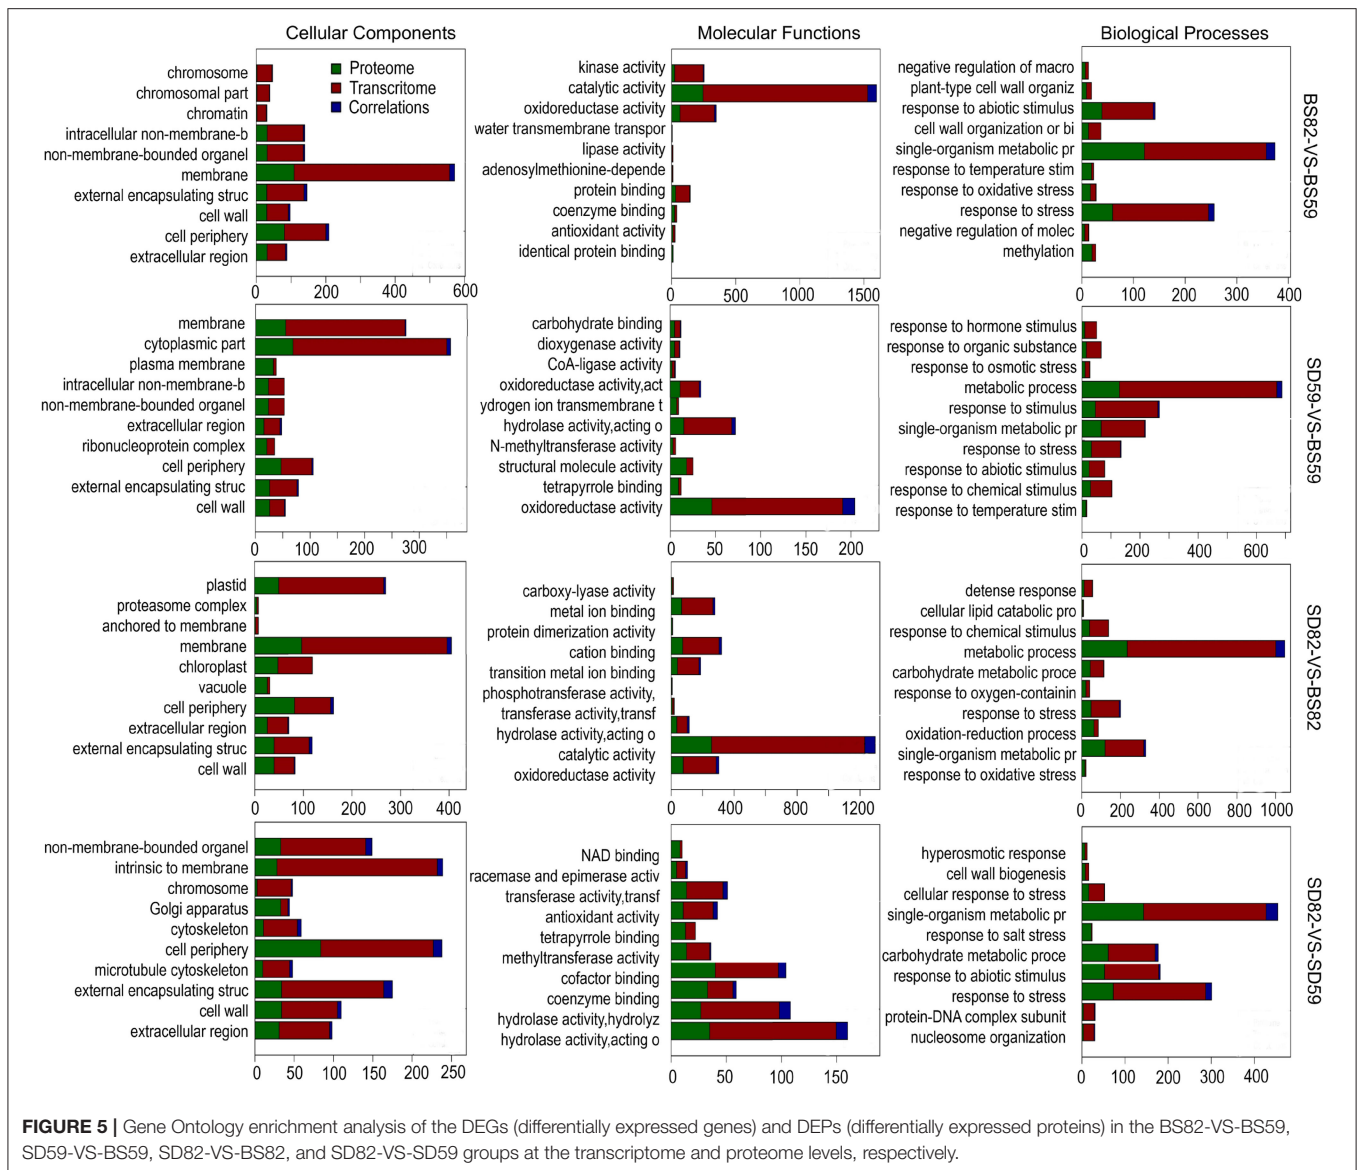 Cellular Components
Molecular Functions
Biological Processes
Proteome
Transcritome
Correlations
chromosome
chromosomal part
chromatin
intracellular non-membrane-b
non-membrane-bounded organel
membrane
external encapsulating struc
cell wall
cell periphery
extracellular region
0 200 400 600
kinase activity
catalytic activity
oxidoreductase activity
water transmembrane transpor
lipase activity
adenosylmethionine-depende
protein binding
coenzyme binding
antioxidant activity
identical protein binding
0 500 1000 1500
negative regulation of macro
plant-type cell wall organiz
response to abiotic stimulus
cell wall organization or bi
single-organism metabolic pr
response to temperature stim
response to oxidative stress
response to stress
negative regulation of molec
methylation
0 100 200 300 400
BS82-VS-BS59
membrane
cytoplasmic part
plasma membrane
intracellular non-membrane-b
non-membrane-bounded organel
extracellular region
ribonucleoprotein complex
cell periphery
external encapsulating struc
cell wall
0 100 200 300
carbohydrate binding
dioxygenase activity
CoA-ligase activity
oxidoreductase activity,act
ydrogen ion transmembrane t
hydrolase activity,acting o
N-methyltransferase activity
structural molecule activity
tetrapyrrole binding
oxidoreductase activity
0 50 100 150 200
response to hormone stimulus
response to organic substance
response to osmotic stress
metabolic process
response to stimulus
single-organism metabolic pr
response to stress
response to abiotic stimulus
response to chemical stimulus
response to temperature stim
0 200 400 600
SD59-VS-BS59
plastid
proteasome complex
anchored to membrane
membrane
chloroplast
vacuole
cell periphery
extracellular region
external encapsulating struc
cell wall
0 100 200 300 400
carboxy-lyase activity
metal ion binding
protein dimerization activity
cation binding
transition metal ion binding
phosphotransferase activity,
transferase activity,transf
hydrolase activity,acting o
catalytic activity
oxidoreductase activity
0 400 800 1200
defense response
cellular lipid catabolic pro
response to chemical stimulus
metabolic process
carbohydrate metabolic proce
response to oxygen-containin
response to stress
oxidation-reduction process
single-organism metabolic pr
response to oxidative stress
0 200 400 600 800 1000
SD82-VS-BS82
non-membrane-bounded organel
intrinsic to membrane
chromosome
Golgi apparatus
cytoskeleton
cell periphery
microtubule cytoskeleton
external encapsulating struc
cell wall
extracellular region
0 50 100 150 200 250
NAD binding
racemase and epimerase activ
transferase activity,transf
antioxidant activity
tetrapyrrole binding
methyltransferase activity
cofactor binding
coenzyme binding
hydrolase activity,hydrolyz
hydrolase activity,acting o
0 50 100 150
hyperosmotic response
cell wall biogenesis
cellular response to stress
single-organism metabolic pr
response to salt stress
carbohydrate metabolic proce
response to abiotic stimulus
response to stress
protein-DNA complex subunit
nucleosome organization
0 100 200 300 400
SD82-VS-SD59
FIGURE 5 | Gene Ontology enrichment analysis of the DEGs (differentially expressed genes) and DEPs (differentially expressed proteins) in the BS82-VS-BS59,
SD59-VS-BS59, SD82-VS-BS82, and SD82-VS-SD59 groups at the transcriptome and proteome levels, respectively.